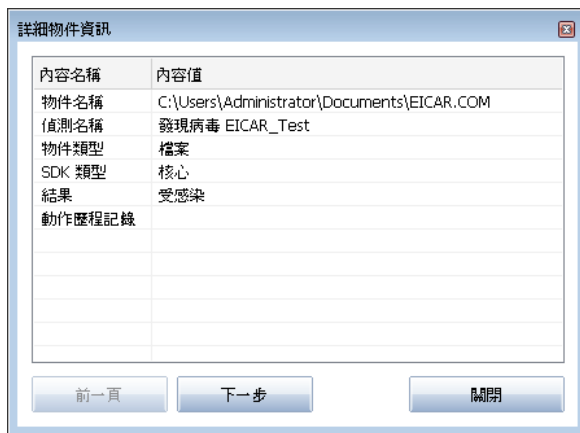 詳細物件資訊
內容名稱 內容值
物件名稱 C:\Users\Administrator\Documents\EICAR.COM
偵測名稱 發現病毒 EICAR_Test
物件類型 檔案
SDK 類型 核心
結果 受感染
動作歷程記錄
前一頁 下一步 關閉